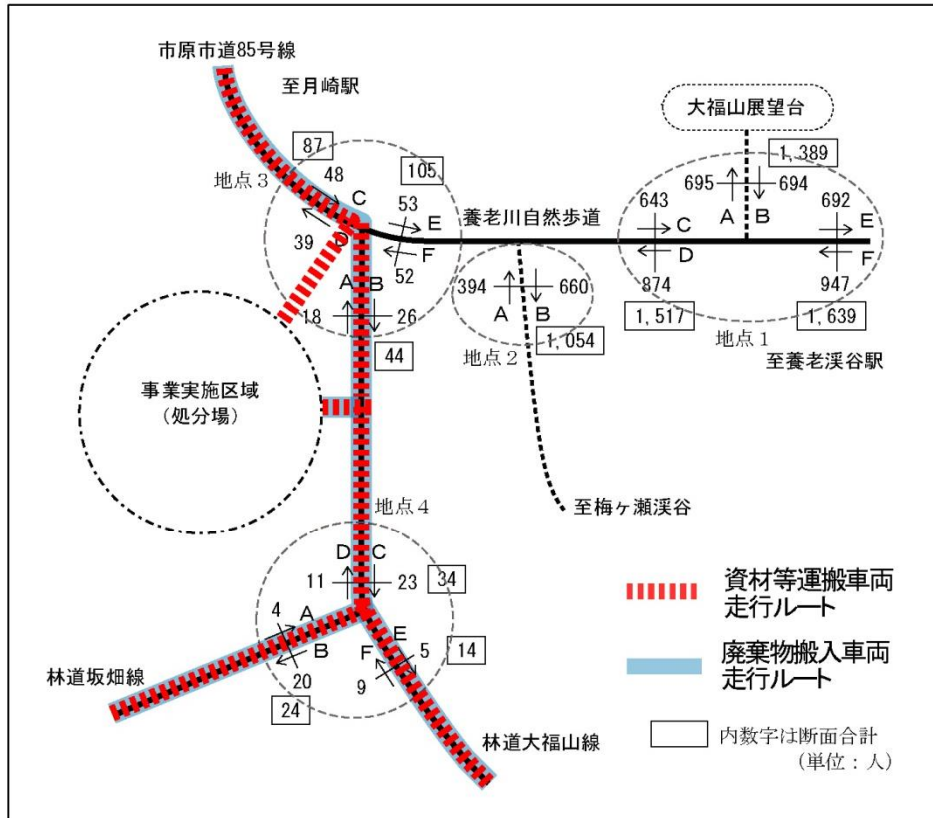 市原市道85号線
至月崎駅
大福山展望台
87
1,389
地点3
48
105
695
694
692
C
53
養老川自然歩道
643
A
B
E
E
C
D
39
F
D
F
52
874
947
A
B
394
660
1,517
1,639
18
26
A
B
地点1
44
地点2
1,054
至養老渓谷駅
事業実施区域
(処分場)
地点4
至梅ヶ瀬渓谷
D
C
11
23
34
資材等運搬車両
走行ルート
4
A
E
5
14
B
F
廃棄物搬入車両
走行ルート
林道坂畑線
20
9
24
内数字は断面合計
(単位:人)
林道大福山線